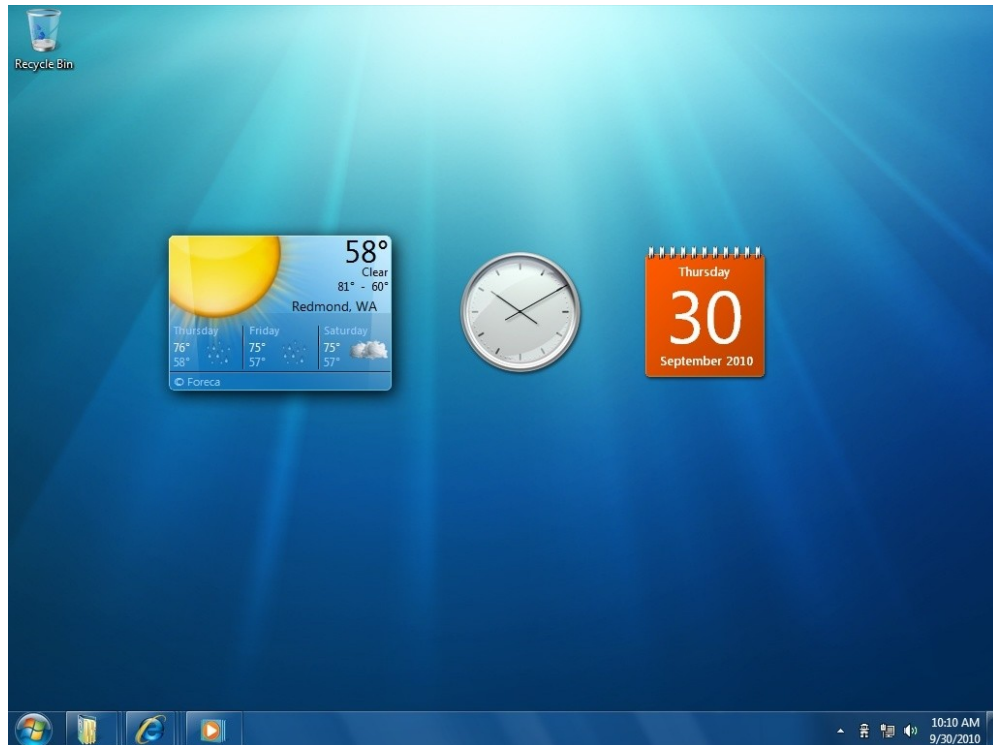 Recycle Bin
58°
Clear
81° - 60°
Redmond, WA
Thursday Friday Saturday
76° 75° 75°
58° 57° 57°
© Foreca
Thursday
30
September 2010
10:10 AM
9/30/2010